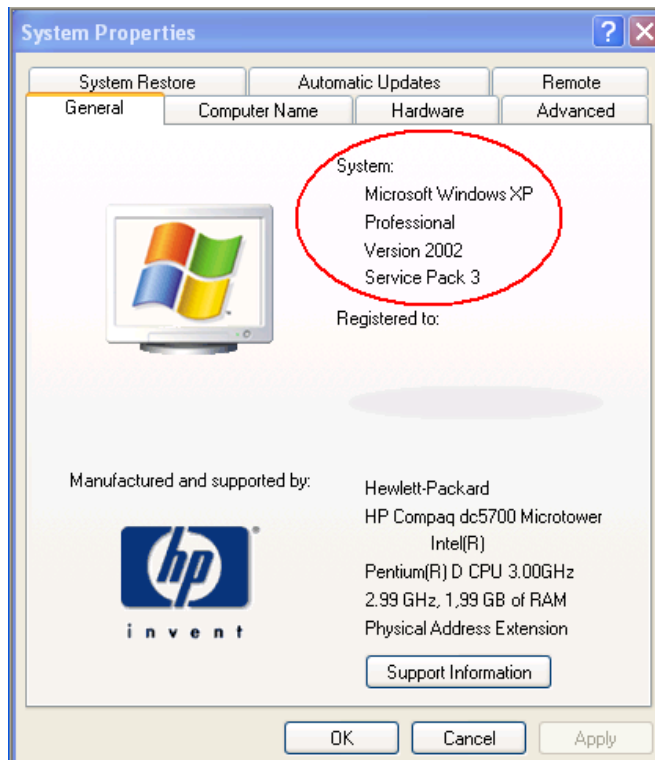 System Properties
System Restore
Automatic Updates
Remote
General
Computer Name
Hardware
Advanced
System:
Microsoft Windows XP
Professional
Version 2002
Service Pack 3
Registered to:
Manufactured and supported by:
Hewlett-Packard
HP Compaq dc5700 Microtower
Intel(R)
Pentium(R) D CPU 3.00GHz
2.99 GHz, 1,99 GB of RAM
Physical Address Extension
hp
invent
Support Information
OK
Cancel
Apply